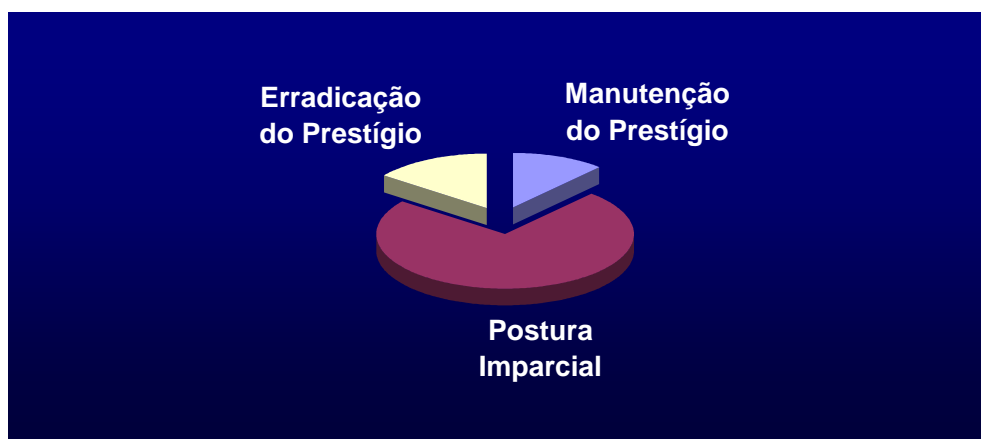 Erradicação
do Prestígio
Manutenção
do Prestígio
Postura
Imparcial